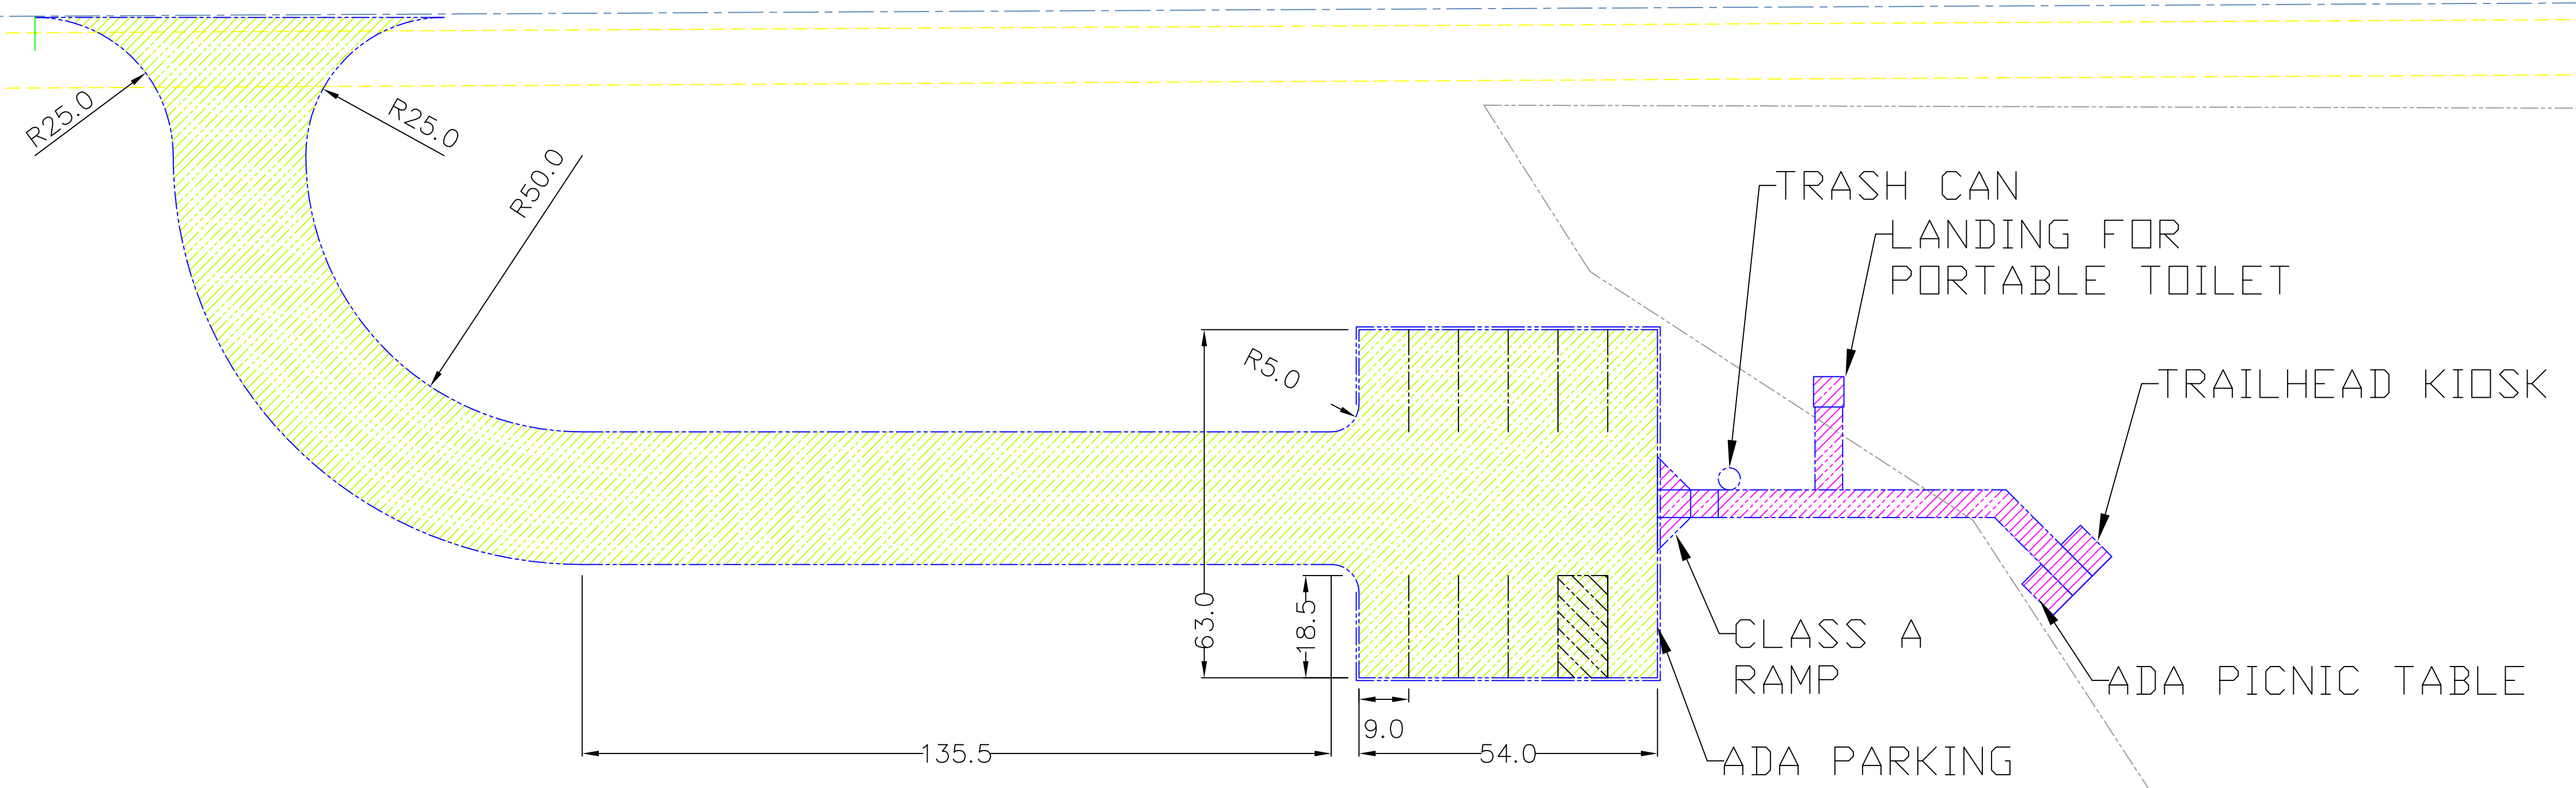 R25.0
R25.0
R50.0
TRASH CAN
LANDING FOR
PORTABLE TOILET
R5.0
TRAILHEAD KIOSK
63.0
18.5
CLASS A
RAMP
ADA PICNIC TABLE
9.0
135.5
54.0
ADA PARKING